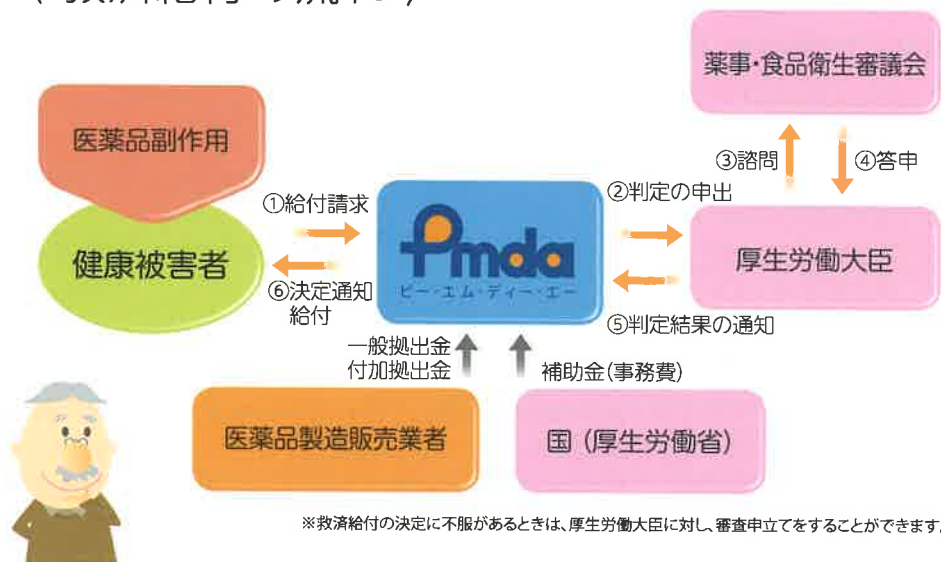 薬事・食品衛生審議会
医薬品副作用
③諮問
④答申
①給付請求
②判定の申出
pmda
ピー・エム・ディー・エー
健康被害者
厚生労働大臣
⑥決定通知
給付
⑤判定結果の通知
一般拠出金
付加拠出金
補助金(事務費)
医薬品製造販売業者
国(厚生労働省)
※救済給付の決定に不服があるときは、厚生労働大臣に対し、審査申立てをすることができます。